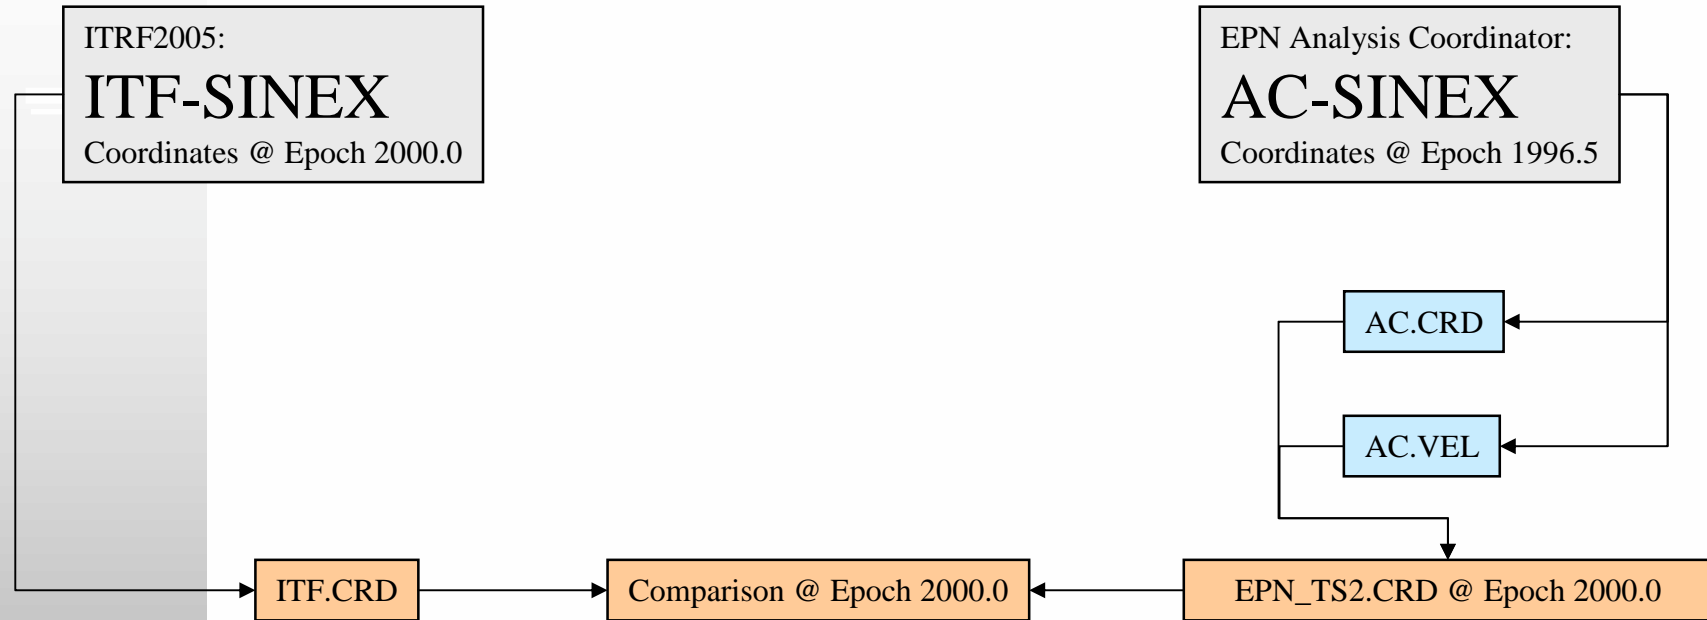 ITRF2005:
ITF-SINEX
Coordinates @ Epoch 2000.0
EPN Analysis Coordinator:
AC-SINEX
Coordinates @ Epoch 1996.5
AC.CRD
AC.VEL
ITF.CRD
Comparison @ Epoch 2000.0
EPN_TS2.CRD @ Epoch 2000.0